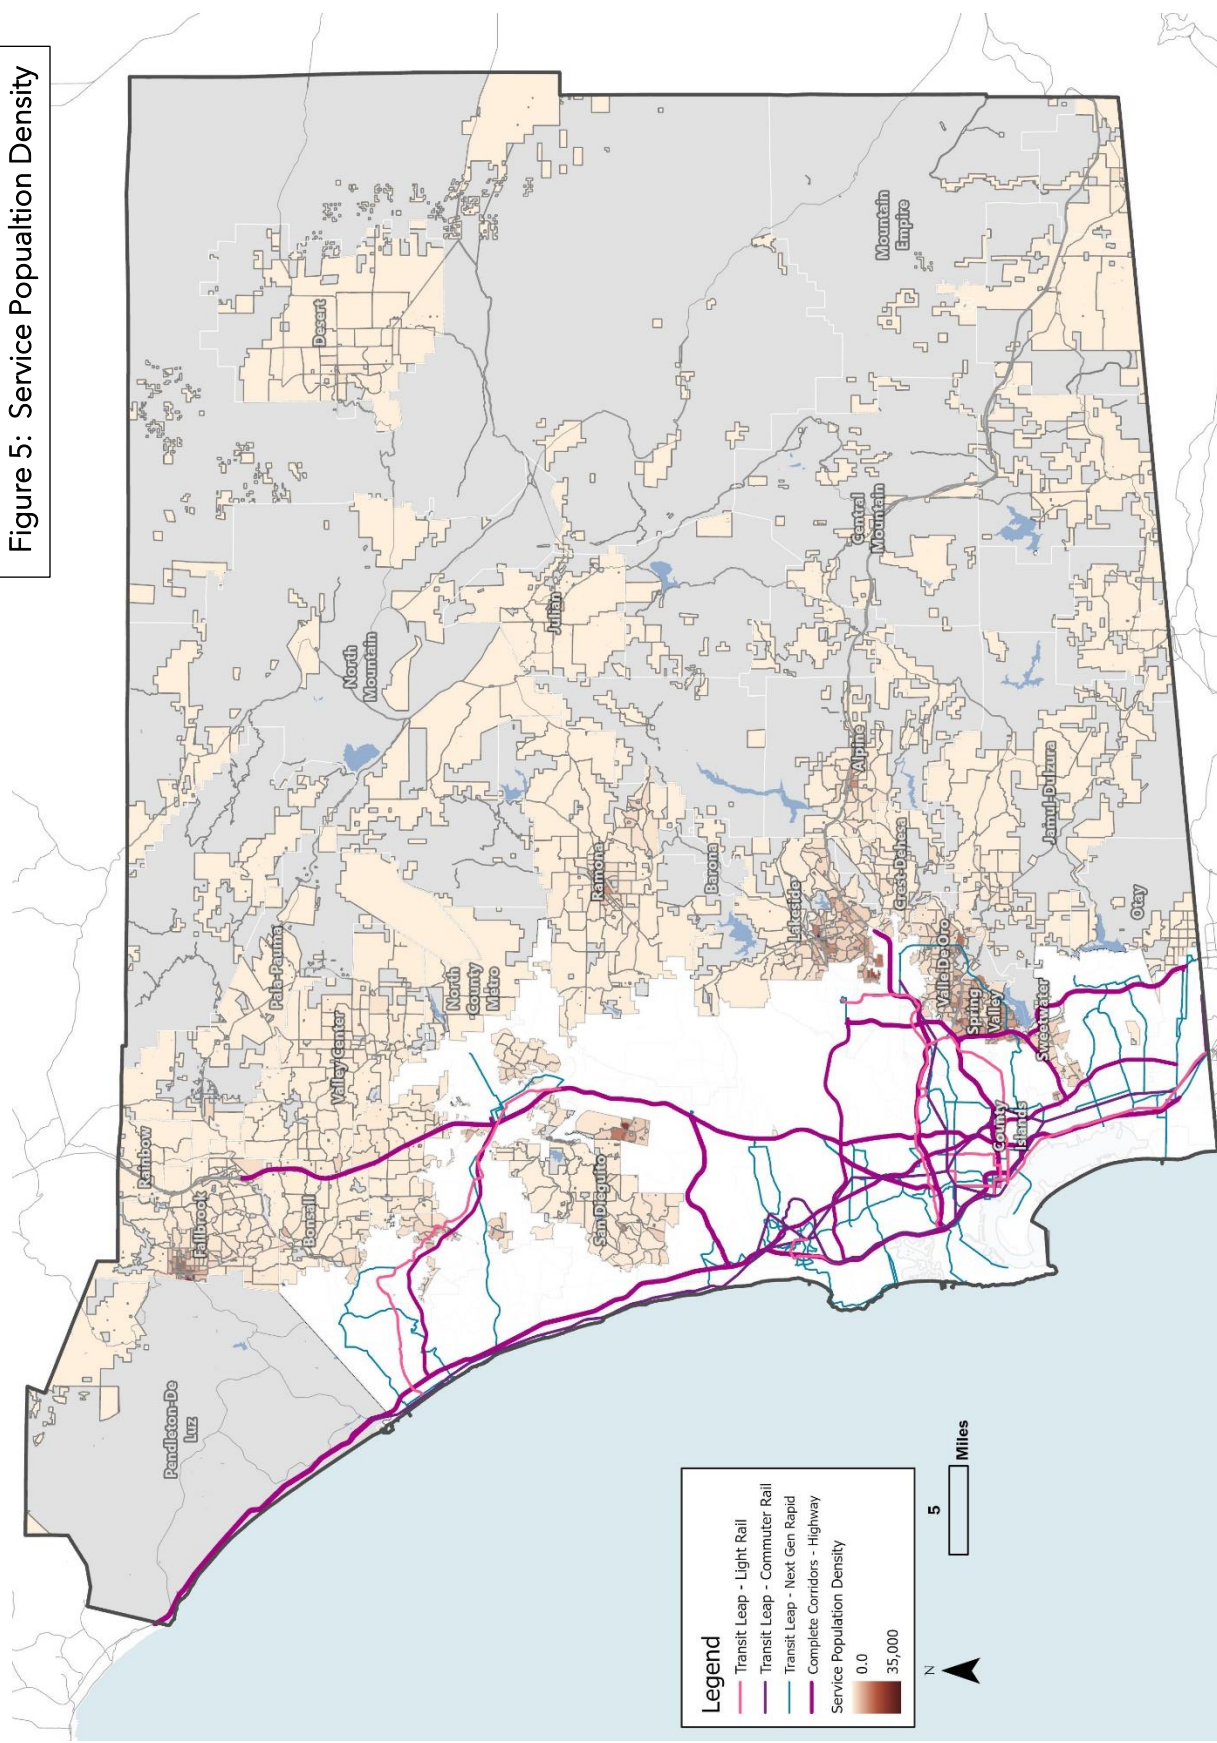 Figure 5: Service Popualtion Density
Pendleton-De
Luz
Fallbrook
Rainbow
Bonsall
Valley Center
Pala-Pauma
North
Mountain
Desert
North
County
Metro
San Dieguito
Ramona
Julian
Barona
Lakeside
Alpine
Central
Mountain
Mountain
Empire
Crest-Dehesa
Valle De Oro
Spring
Valley
Sweetwater
County
Islands
Jamul-Dulzura
Otay
Legend
Transit Leap - Light Rail
Transit Leap - Commuter Rail
Transit Leap - Next Gen Rapid
Complete Corridors - Highway
Service Population Density
0.0
35,000
N
5
Miles